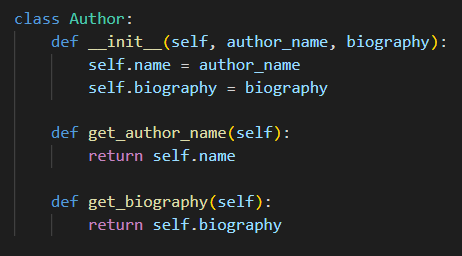 class Author:
    def __init__(self, author_name, biography):
        self.name = author_name
        self.biography = biography

    def get_author_name(self):
        return self.name

    def get_biography(self):
        return self.biography